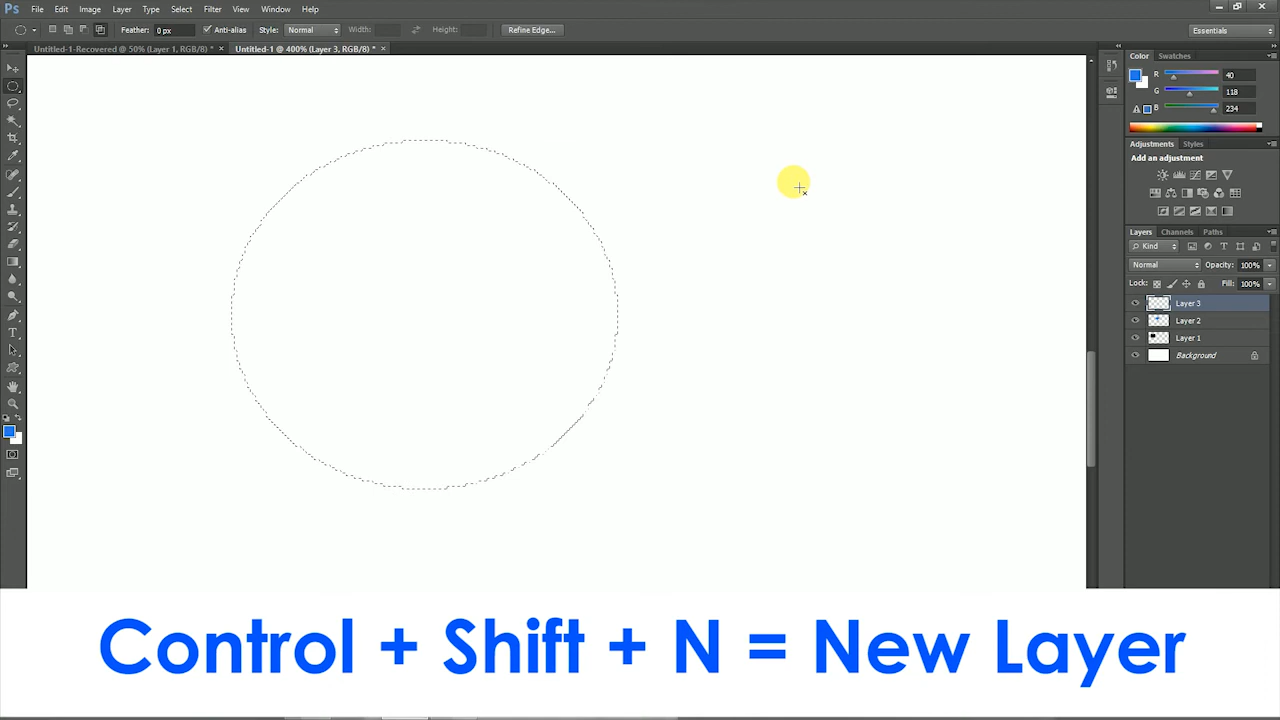 Ps File Edit Image Layer Type Select Filter View Window Help
Feather: 0 px Anti-alias Style: Normal Width: Height: Refine Edge... Essentials
Untitled-1-Recovered @ 50% (Layer 1, RGB/8) * × Untitled-1 @ 400% (Layer 3, RGB/8) * ×
Color Swatches
R 40
G 118
B 234
Adjustments Styles
Add an adjustment
Layers Channels Paths
Kind
Normal Opacity: 100%
Lock: Fill: 100%
Layer 3
Layer 2
Layer 1
Background
Control + Shift + N = New Layer